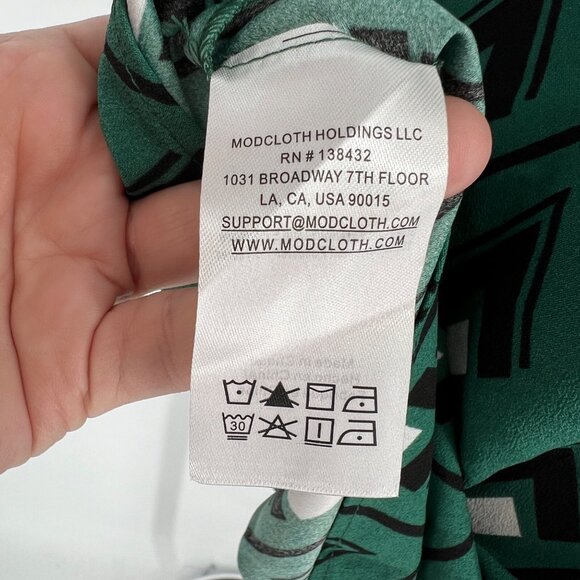 MODCLOTH HOLDINGS LLC
RN # 138432
1031 BROADWAY 7TH FLOOR
LA, CA, USA 90015
SUPPORT@MODCLOTH.COM
WWW.MODCLOTH.COM
30